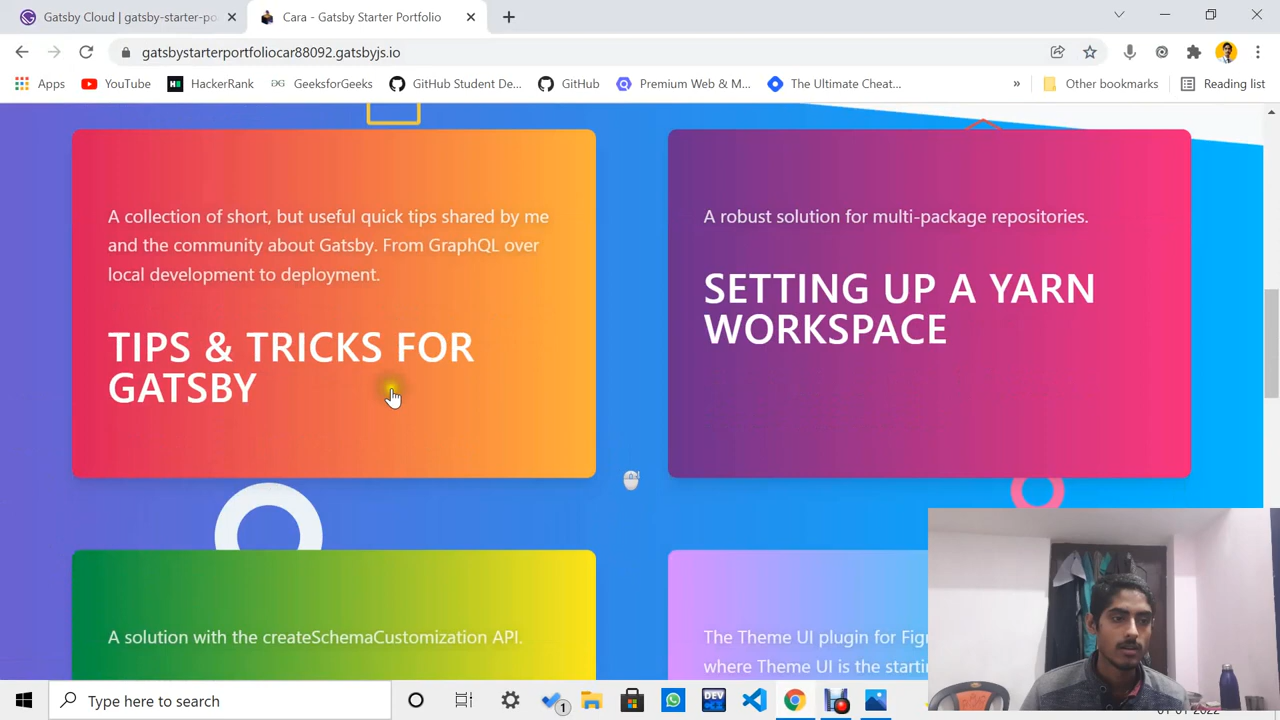 Gatsby Cloud | gatsby-starter-po
Cara - Gatsby Starter Portfolio
gatsbystarterportfoliocar88092.gatsbyjs.io
Apps
YouTube
HackerRank
GeeksforGeeks
GitHub Student De...
GitHub
Premium Web & M...
The Ultimate Cheat...
»
Other bookmarks
Reading list
A collection of short, but useful quick tips shared by me
and the community about Gatsby. From GraphQL over
local development to deployment.
TIPS & TRICKS FOR
GATSBY
A robust solution for multi-package repositories.
SETTING UP A YARN
WORKSPACE
A solution with the createSchemaCustomization API.
The Theme UI plugin for Fig
where Theme UI is the startin
Type here to search
DEV
1